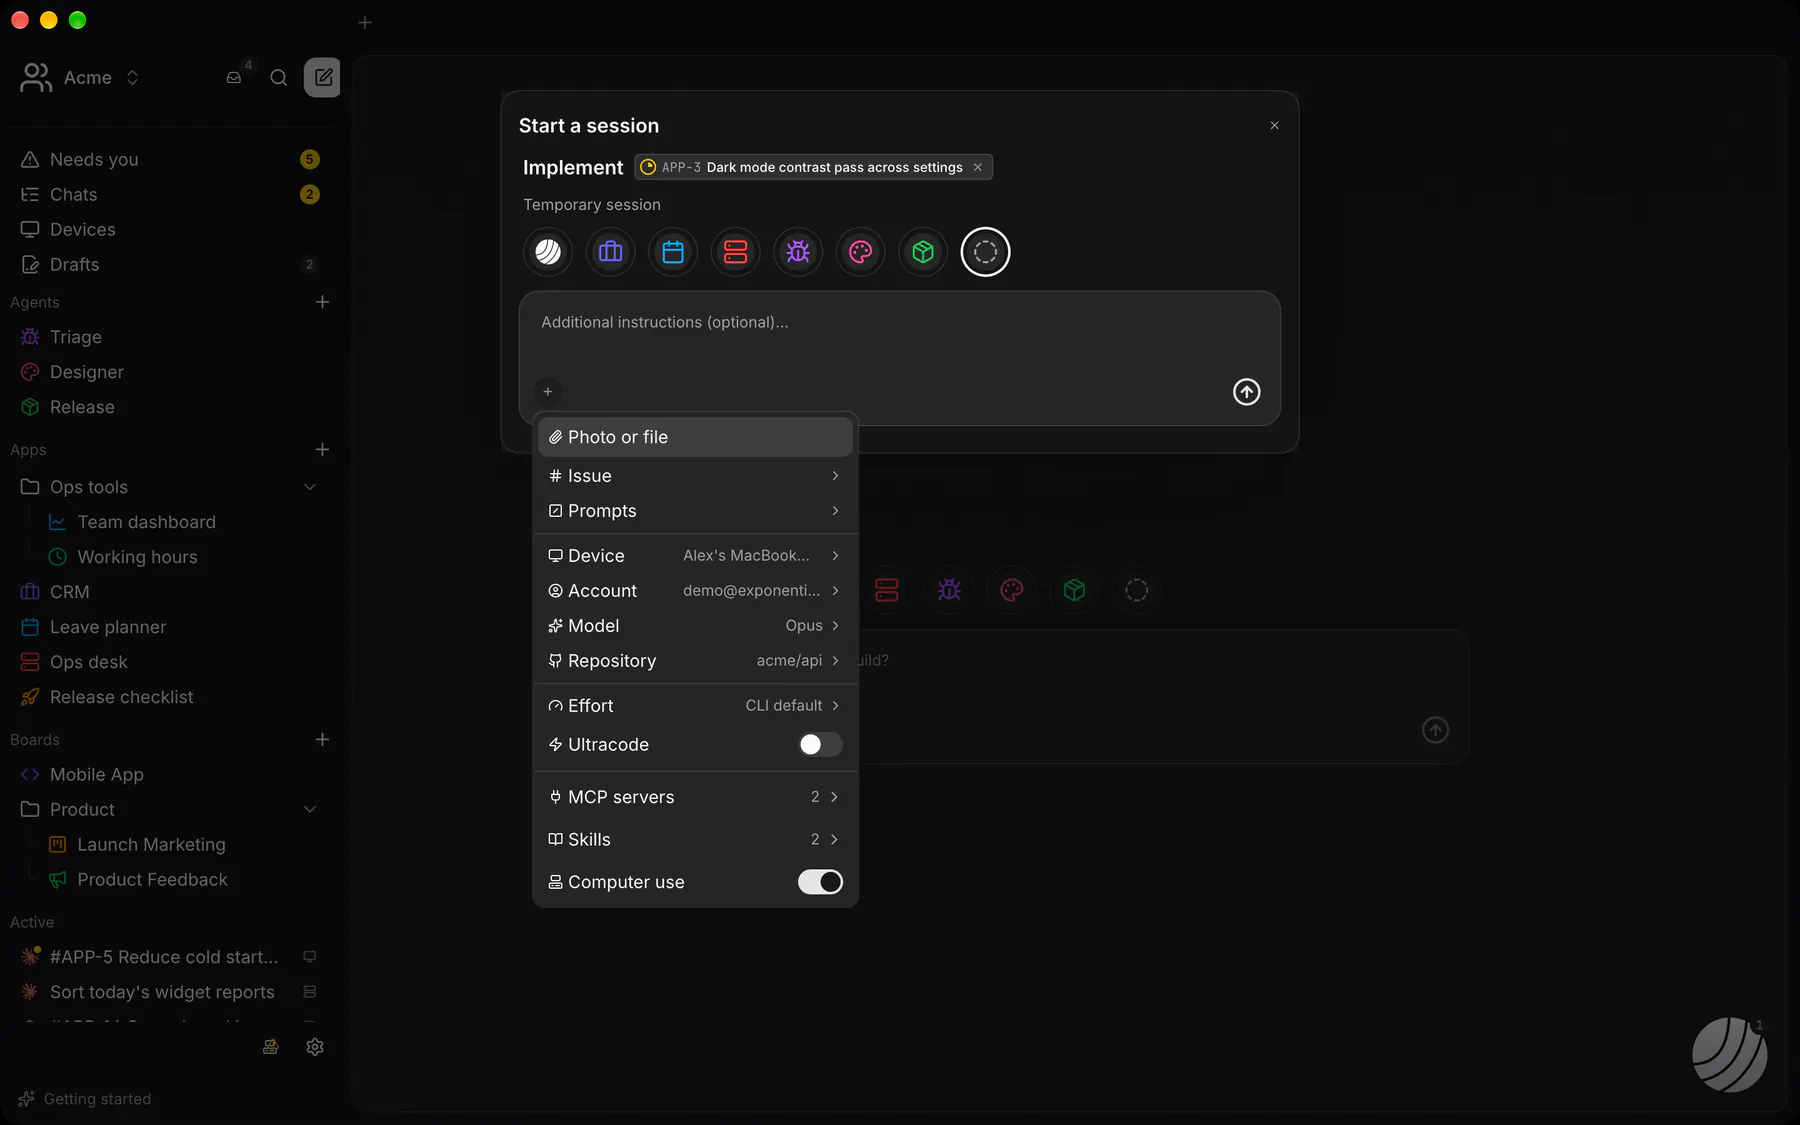 Acme
4
Needs you 5
Chats 2
Devices
Drafts 2
Agents
Triage
Designer
Release
Apps
Ops tools
Team dashboard
Working hours
CRM
Leave planner
Ops desk
Release checklist
Boards
Mobile App
Product
Launch Marketing
Product Feedback
Active
#APP-5 Reduce cold start...
Sort today's widget reports
Getting started
Start a session
Implement APP-3 Dark mode contrast pass across settings
Temporary session
Additional instructions (optional)...
Photo or file
Issue
Prompts
Device Alex's MacBook...
Account demo@exponenti...
Model Opus
Repository acme/api
Effort CLI default
Ultracode
MCP servers 2
Skills 2
Computer use
1